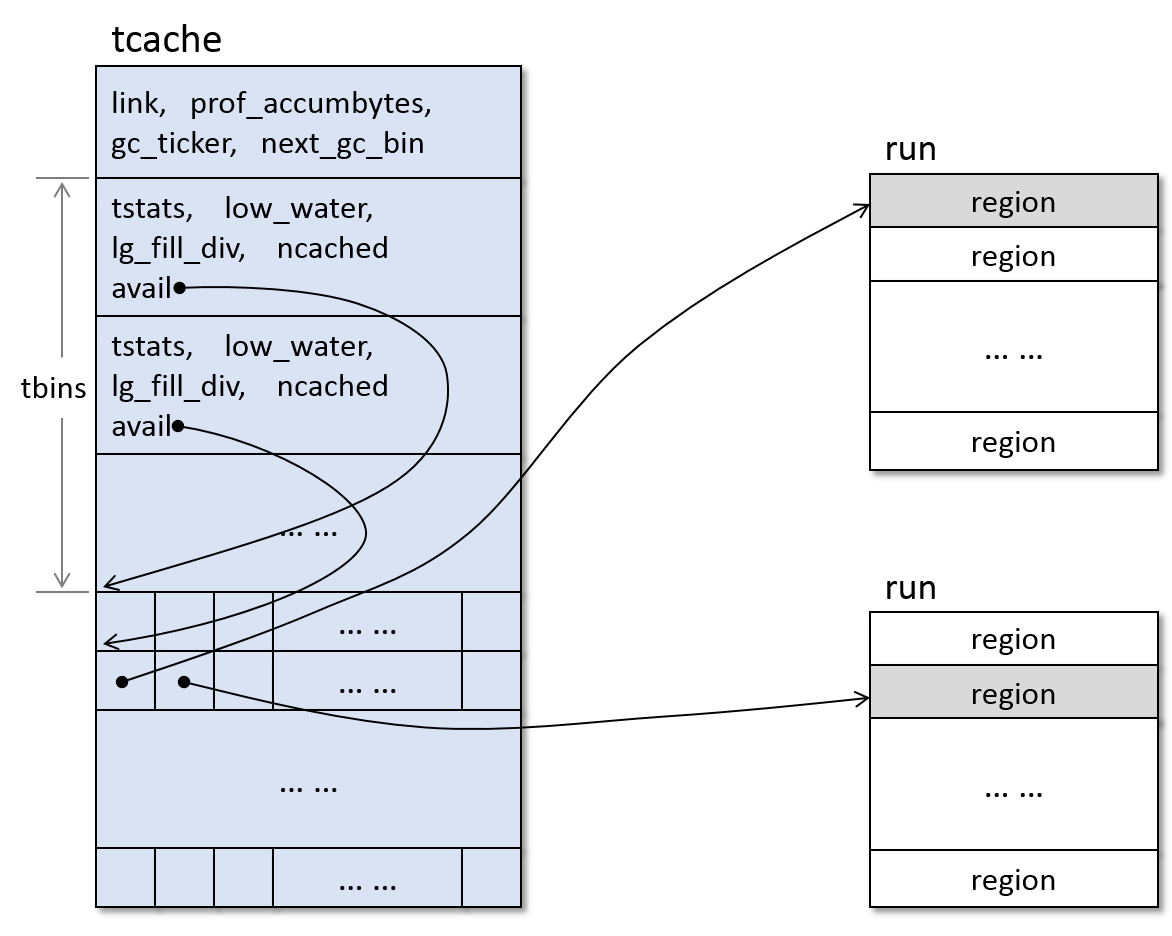 tcache
link, prof_accumbytes,
gc_ticker, next_gc_bin
tstats, low_water,
lg_fill_div, ncached
avail
tstats, low_water,
lg_fill_div, ncached
avail
tbins
... ...
... ...
... ...
... ...
... ...
run
region
region
... ...
region
run
region
region
... ...
region